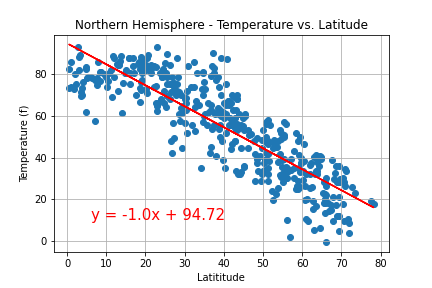 Northern Hemisphere - Temperature vs. Latitude
Temperature (f)
80
60
40
20
0
y = -1.0x + 94.72
0 10 20 30 40 50 60 70 80
Latititude